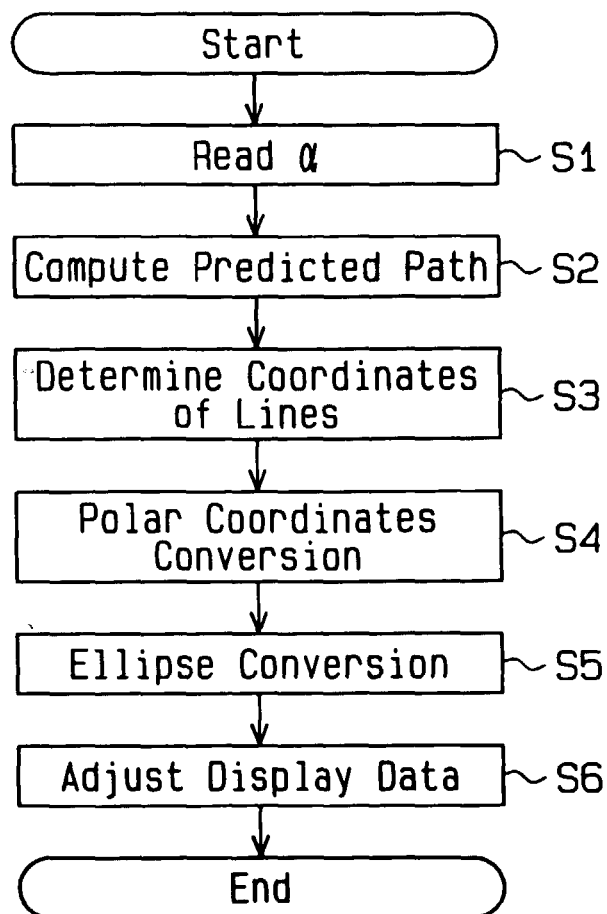 Start
Read α
S1
Compute Predicted Path
S2
Determine Coordinates
of Lines
S3
Polar Coordinates
Conversion
S4
Ellipse Conversion
S5
Adjust Display Data
S6
End